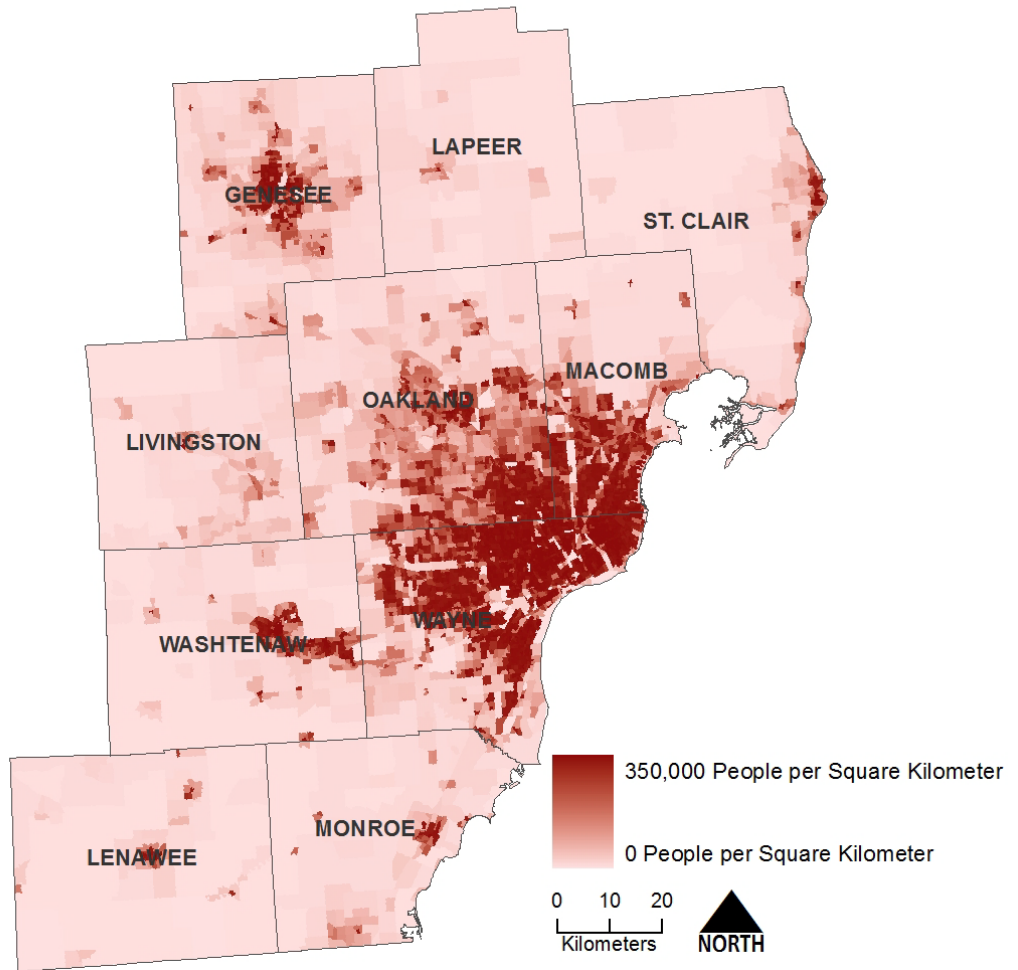 LAPEER
GENESEE
ST. CLAIR
MACOMB
OAKLAND
LIVINGSTON
WAYNE
WASHTENAW
MONROE
LENAWEE
350,000 People per Square Kilometer
0 People per Square Kilometer
0 10 20
Kilometers
NORTH